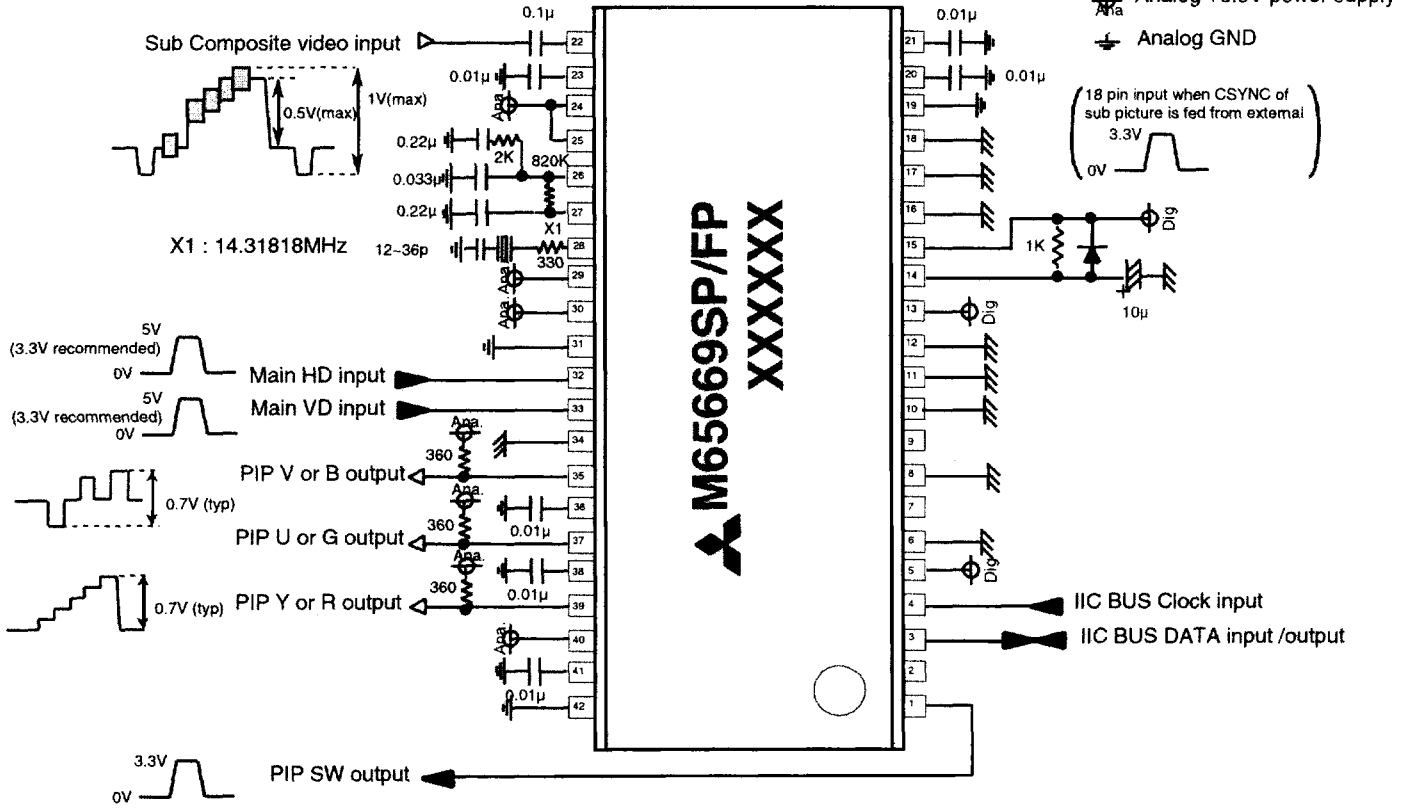 Analog +3.3V power supply
Ana
Analog GND
0.1µ
0.01µ
Sub Composite video input
22
21
0.01µ
23
20
0.01µ
1V(max)
0.5V(max)
Ana
24
19
18 pin input when CSYNC of
sub picture is fed from external
3.3V
0V
0.22µ
2K
820K
25
18
0.033µ
26
17
0.22µ
27
16
X1 : 14.31818MHz
12~36p
X1
330
28
15
1K
Dig
Ana
29
14
10µ
Ana.
30
13
Dig
31
12
5V
(3.3V recommended)
0V
Main HD input
32
11
5V
(3.3V recommended)
0V
Main VD input
33
10
Ana.
360
34
9
PIP V or B output
35
8
0.7V (typ)
Ana.
360
0.01µ
36
7
PIP U or G output
37
6
Ana.
360
0.01µ
38
5
Dig
0.7V (typ)
PIP Y or R output
39
4
IIC BUS Clock input
Ana.
40
3
IIC BUS DATA input /output
0.01µ
41
2
42
1
3.3V
0V
PIP SW output
M65669SP/FP
XXXXXX